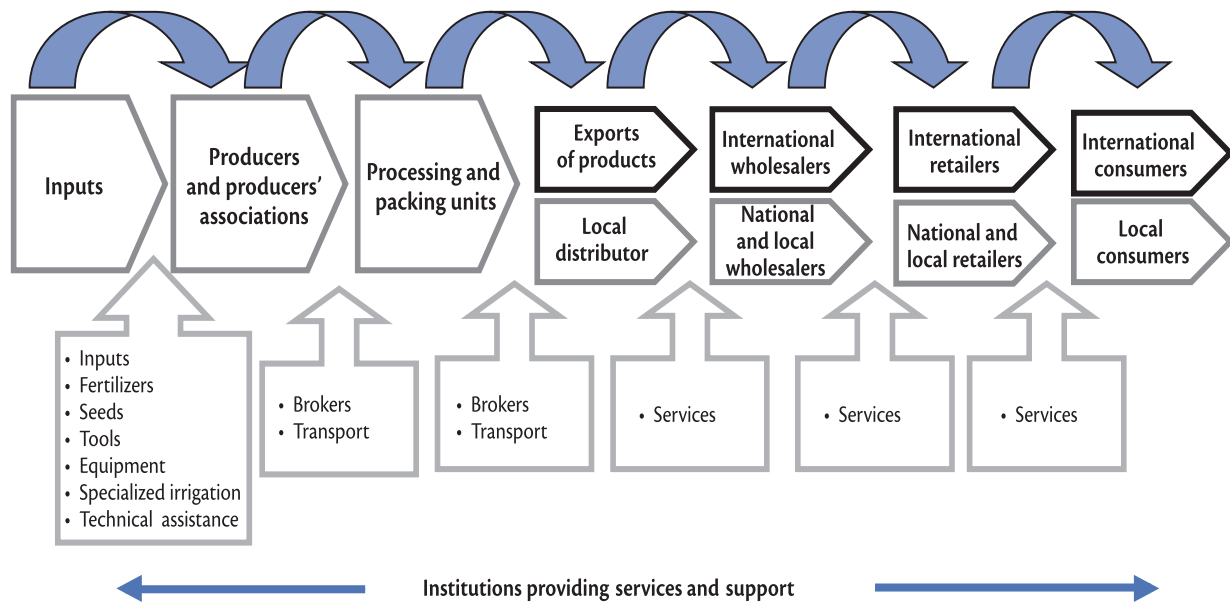 Inputs
Producers
and producers’
associations
Processing and
packing units
Exports
of products
International
wholesalers
International
retailers
International
consumers
Local
distributor
National
and local
wholesalers
National and
local retailers
Local
consumers
• Inputs
• Fertilizers
• Seeds
• Tools
• Equipment
• Specialized irrigation
• Technical assistance
• Brokers
• Transport
• Brokers
• Transport
• Services
• Services
• Services
Institutions providing services and support